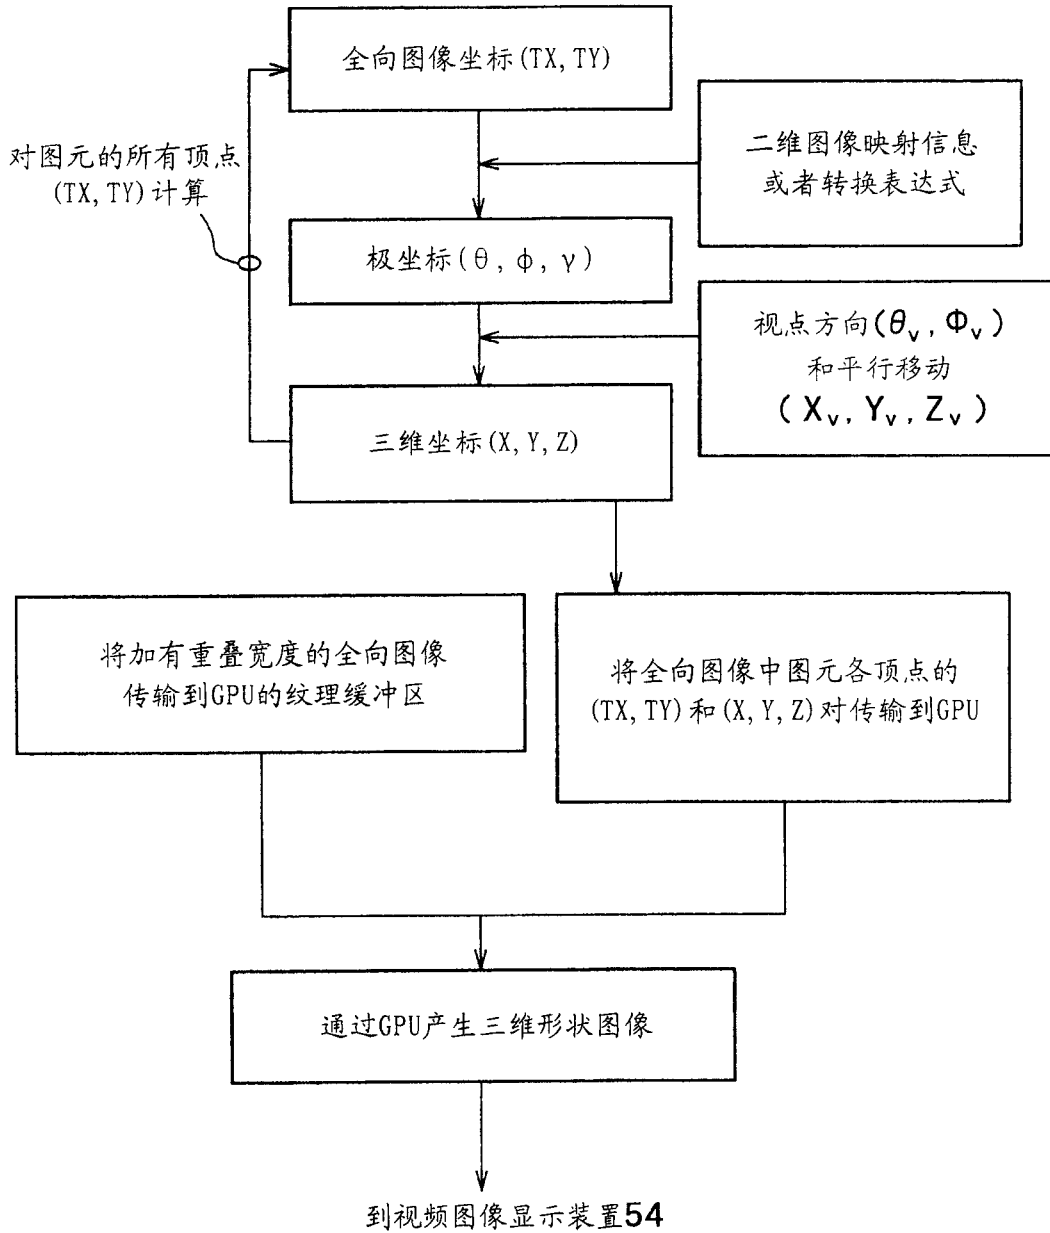 全向图像坐标(TX, TY)
二维图像映射信息
或者转换表达式
对图元的所有顶点
(TX, TY)计算
极坐标(θ, ϕ, γ)
视点方向(θv, Φv)
和平行移动
(Xv, Yv, Zv)
三维坐标(X, Y, Z)
将加有重叠宽度的全向图像
传输到GPU的纹理缓冲区
将全向图像中图元各顶点的
(TX, TY)和(X, Y, Z)对传输到GPU
通过GPU产生三维形状图像
到视频图像显示装置54